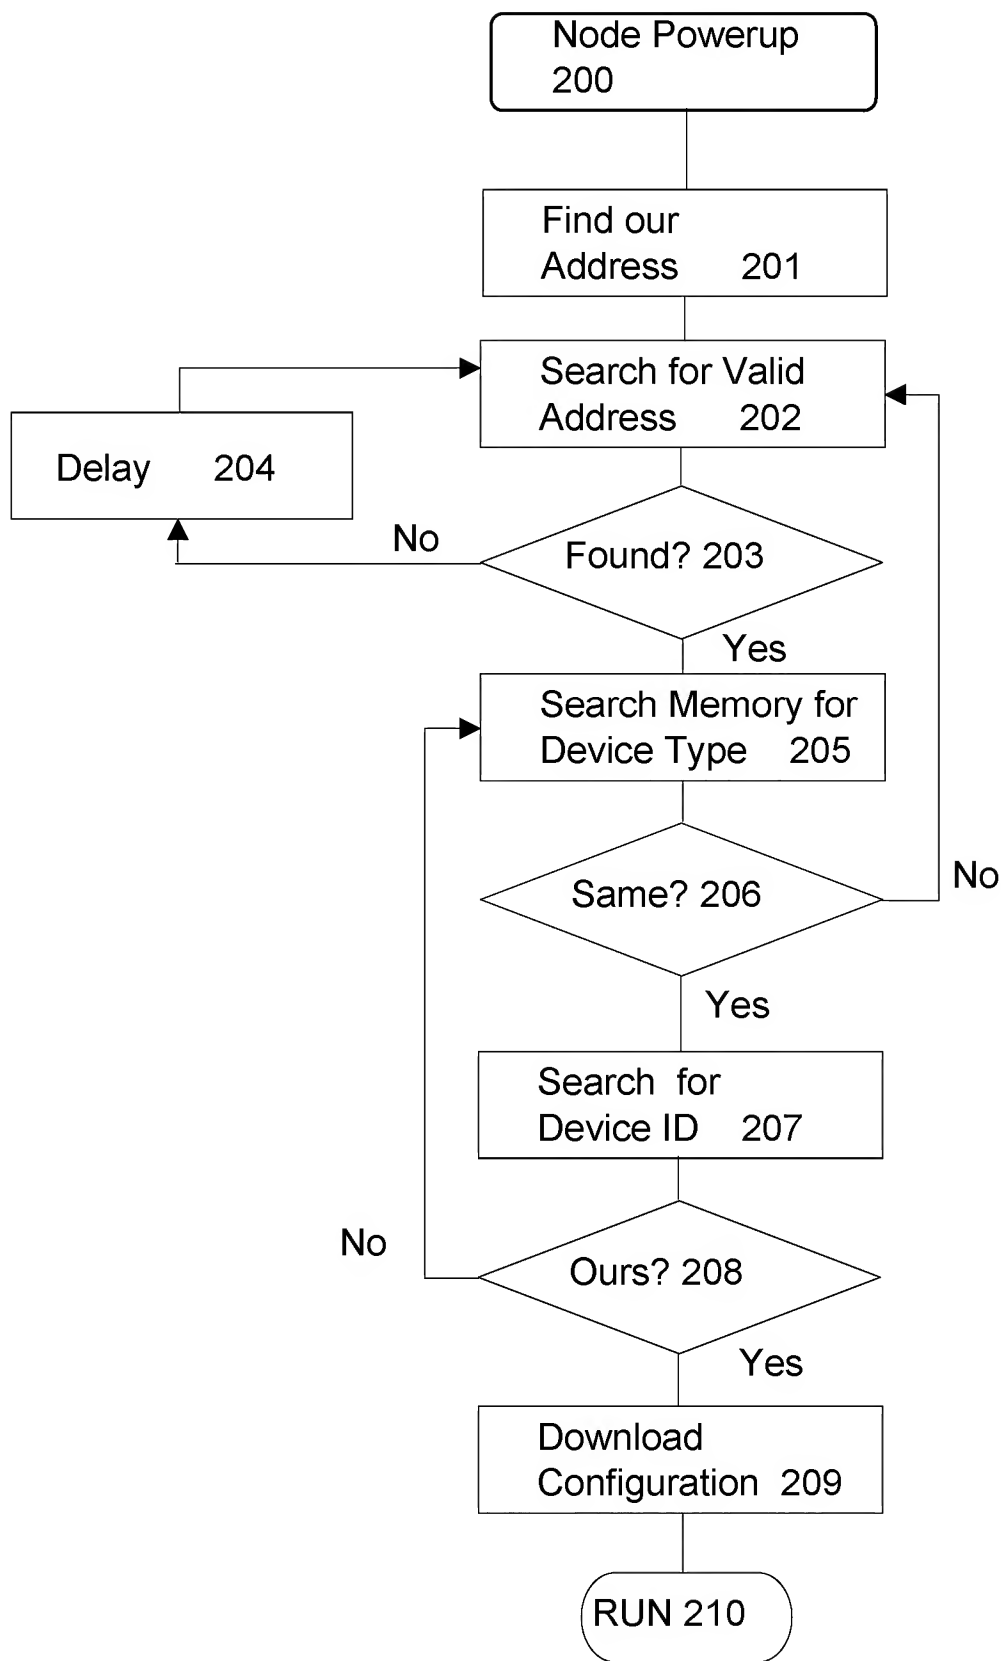 Node Powerup
200
Find our
Address 201
Search for Valid
Address 202
Delay 204
No
Found? 203
Yes
Search Memory for
Device Type 205
Same? 206
No
Yes
Search for
Device ID 207
No
Ours? 208
Yes
Download
Configuration 209
RUN 210